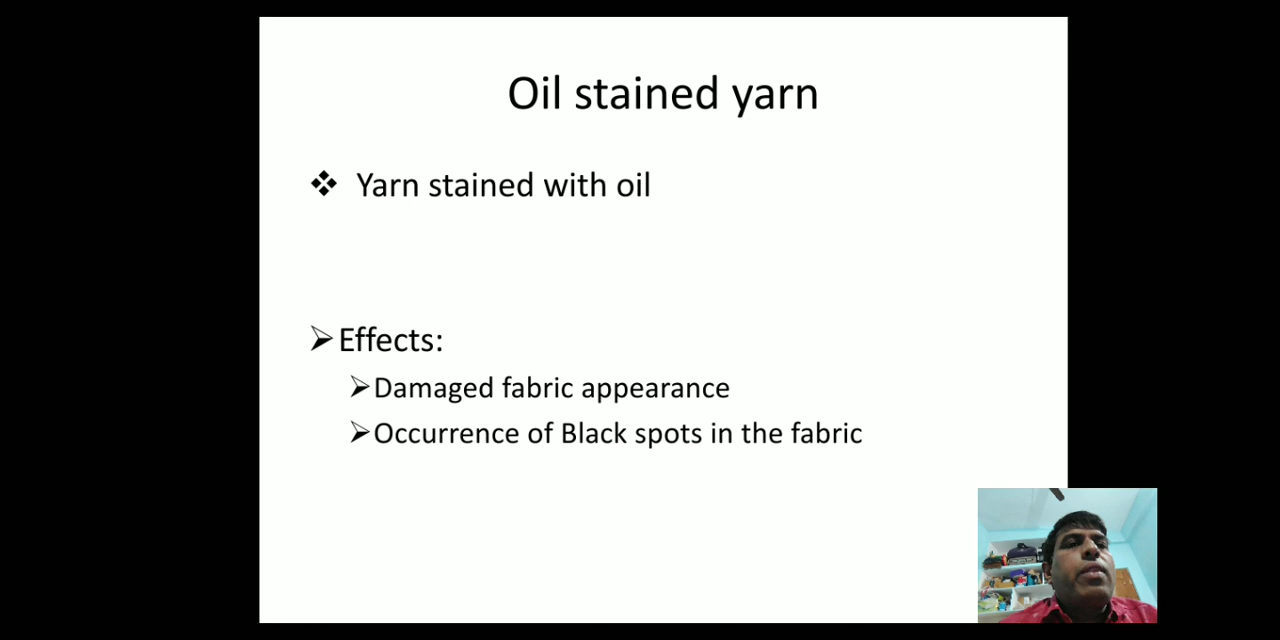 Oil stained yarn
Yarn stained with oil
Effects:
Damaged fabric appearance
Occurrence of Black spots in the fabric